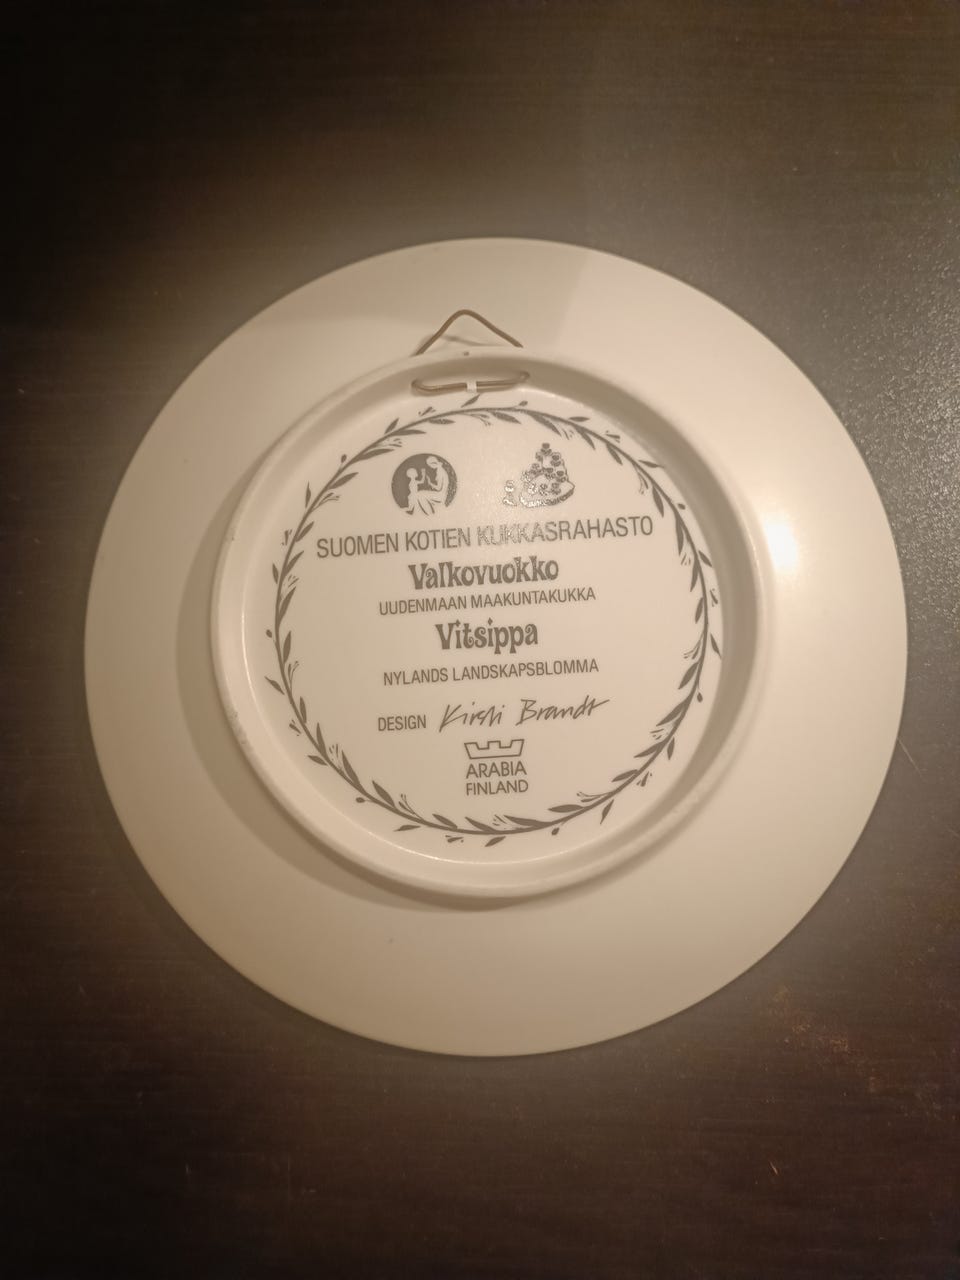 SUOMEN KOTIEN KUKKASRAHASTO
Valkovuokko
UUDENMAAN MAAKUNTAKUKKA
Vitsippa
NYLANDS LANDSKAPSBLOMMA
DESIGN Kirsti Brandt
ARABIA
FINLAND